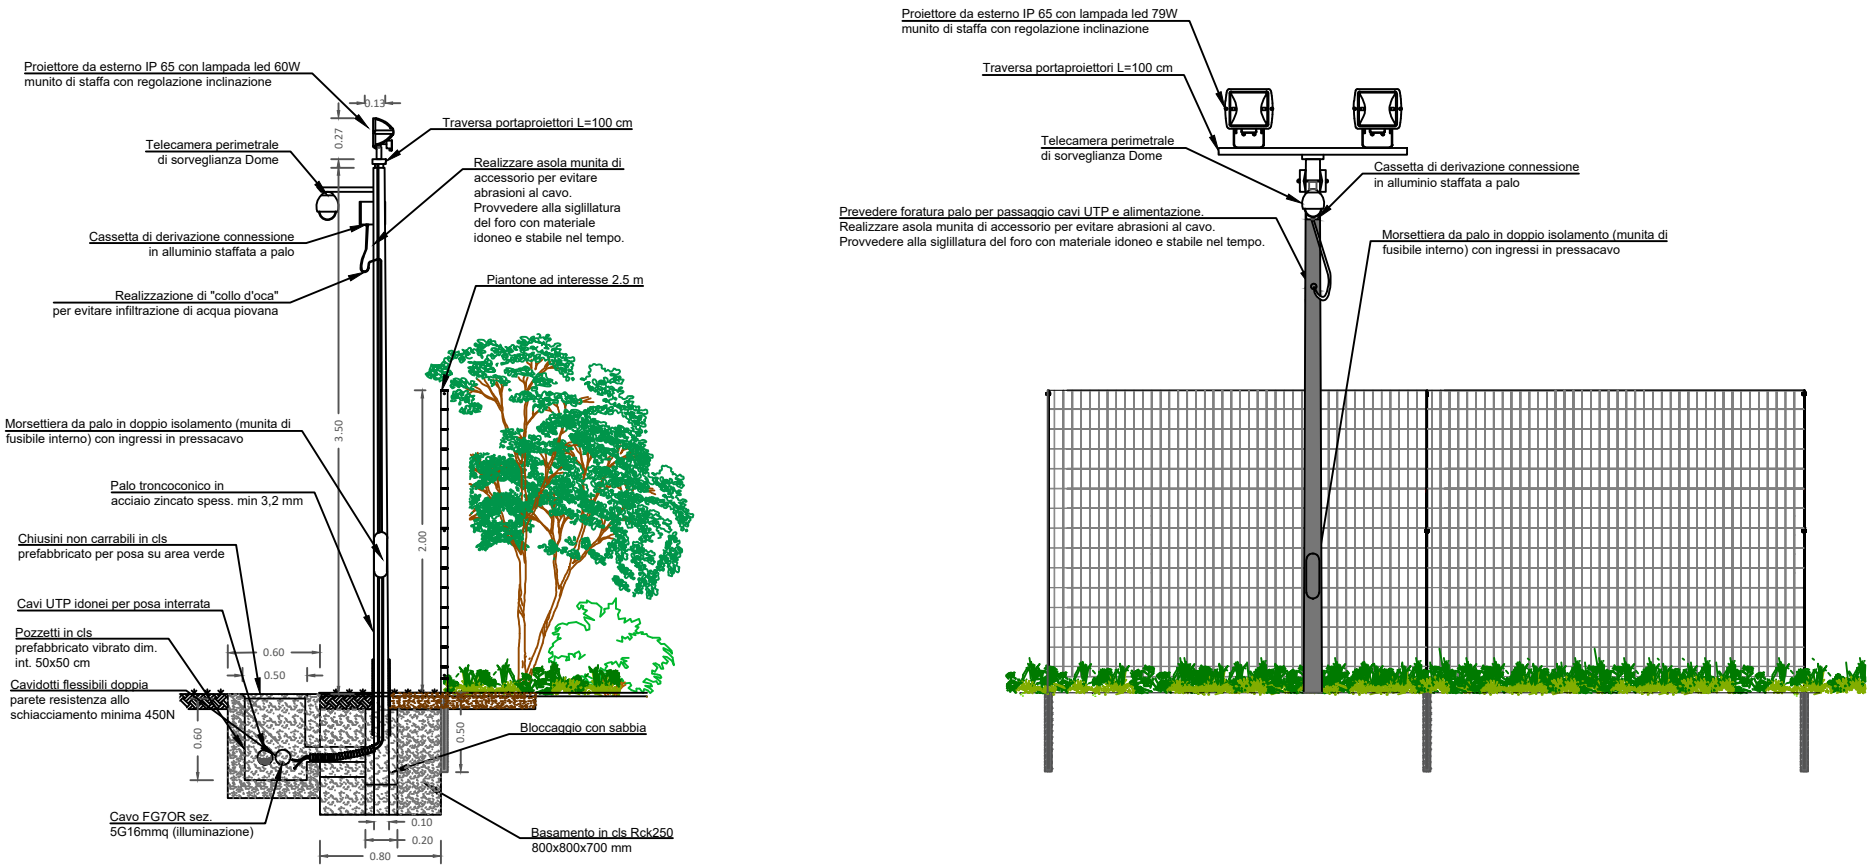 Proiettore da esterno IP 65 con lampada led 60W
munito di staffa con regolazione inclinazione
0.13
0.27
Traversa portaproiettori L=100 cm
Telecamera perimetrale
di sorveglianza Dome
Realizzare asola munita di
accessorio per evitare
abrasioni al cavo.
Provvedere alla siglillatura
del foro con materiale
idoneo e stabile nel tempo.
Cassetta di derivazione connessione
in alluminio staffata a palo
Piantone ad interesse 2.5 m
Realizzazione di "collo d'oca"
per evitare infiltrazione di acqua piovana
3.50
Morsettiera da palo in doppio isolamento (munita di
fusibile interno) con ingressi in pressacavo
Palo troncoconico in
acciaio zincato spess. min 3,2 mm
2.00
Chiusini non carrabili in cls
prefabbricato per posa su area verde
Cavi UTP idonei per posa interrata
Pozzetti in cls
prefabbricato vibrato dim.
int. 50x50 cm
0.60
0.50
Cavidotti flessibili doppia
parete resistenza allo
schiacciamento minima 450N
0.60
0.50
Bloccaggio con sabbia
Cavo FG7OR sez.
5G16mmq (illuminazione)
0.10
0.20
0.80
Basamento in cls Rck250
800x800x700 mm
Proiettore da esterno IP 65 con lampada led 79W
munito di staffa con regolazione inclinazione
Traversa portaproiettori L=100 cm
Telecamera perimetrale
di sorveglianza Dome
Cassetta di derivazione connessione
in alluminio staffata a palo
Prevedere foratura palo per passaggio cavi UTP e alimentazione.
Realizzare asola munita di accessorio per evitare abrasioni al cavo.
Provvedere alla siglillatura del foro con materiale idoneo e stabile nel tempo.
Morsettiera da palo in doppio isolamento (munita di
fusibile interno) con ingressi in pressacavo